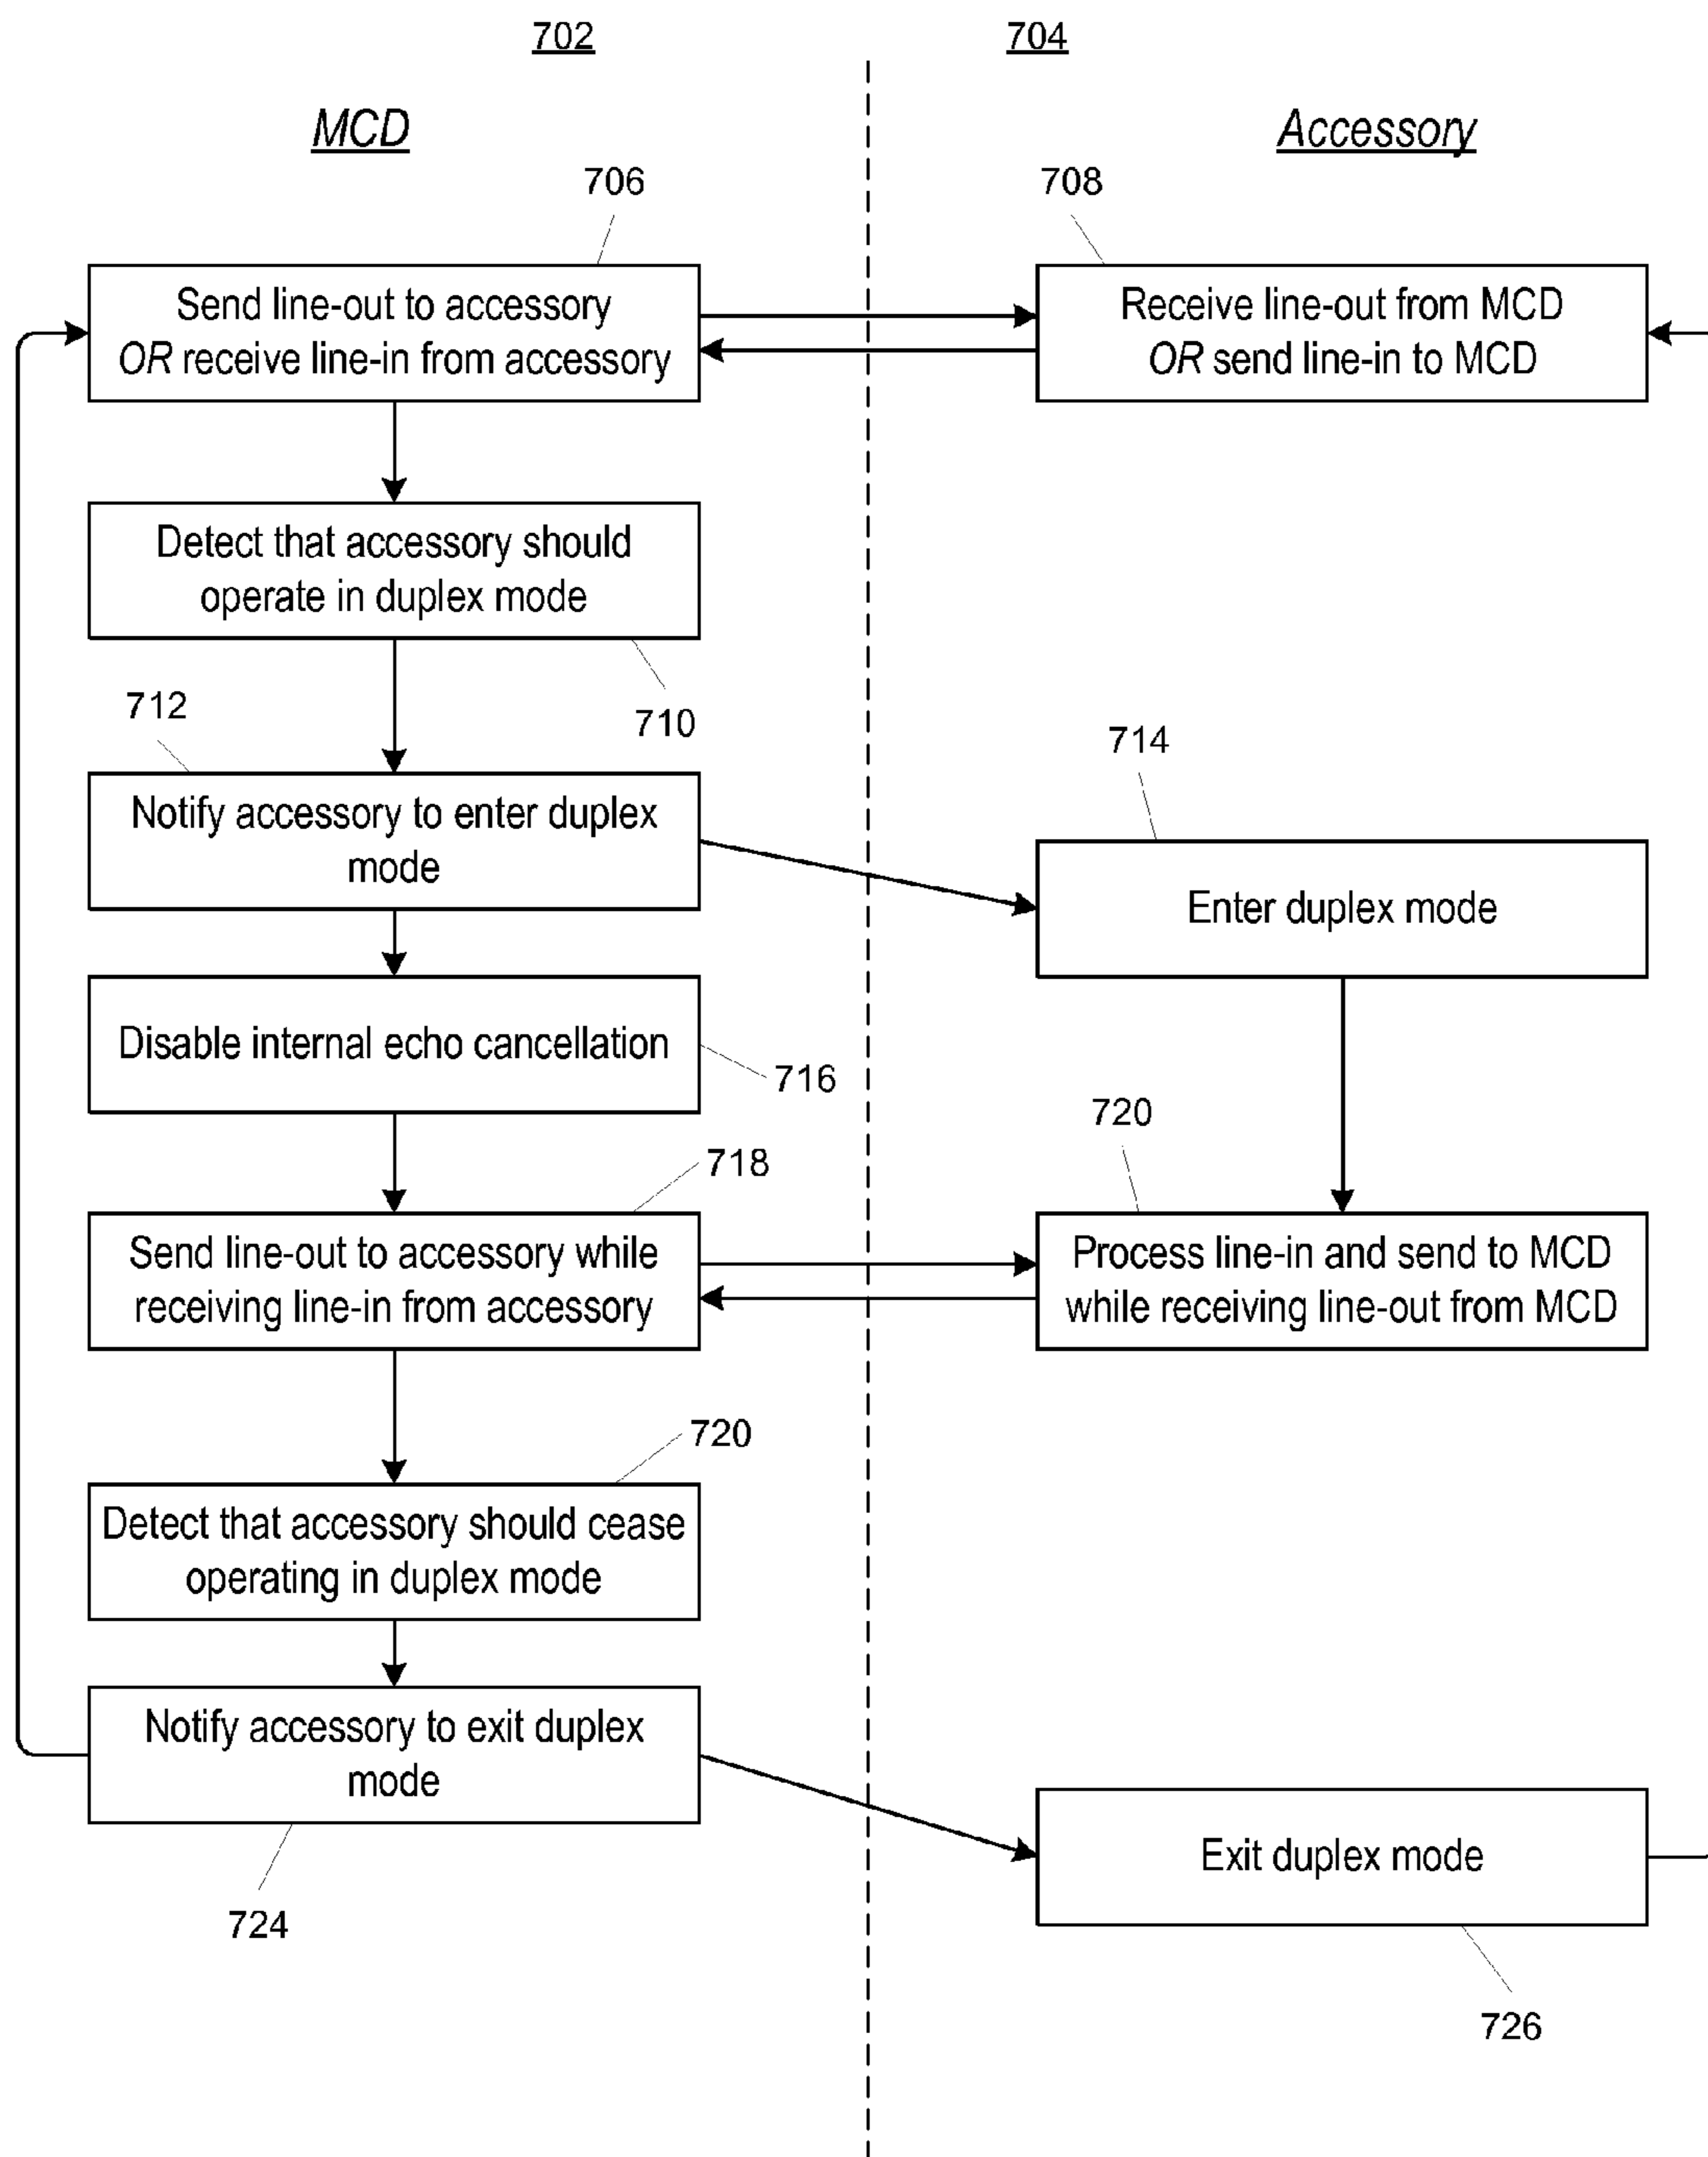 702
704
MCD
Accessory
706
708
Send line-out to accessory
OR receive line-in from accessory
Receive line-out from MCD
OR send line-in to MCD
Detect that accessory should
operate in duplex mode
710
712
Notify accessory to enter duplex
mode
714
Enter duplex mode
Disable internal echo cancellation
716
718
720
Send line-out to accessory while
receiving line-in from accessory
Process line-in and send to MCD
while receiving line-out from MCD
720
Detect that accessory should cease
operating in duplex mode
Notify accessory to exit duplex
mode
724
Exit duplex mode
726